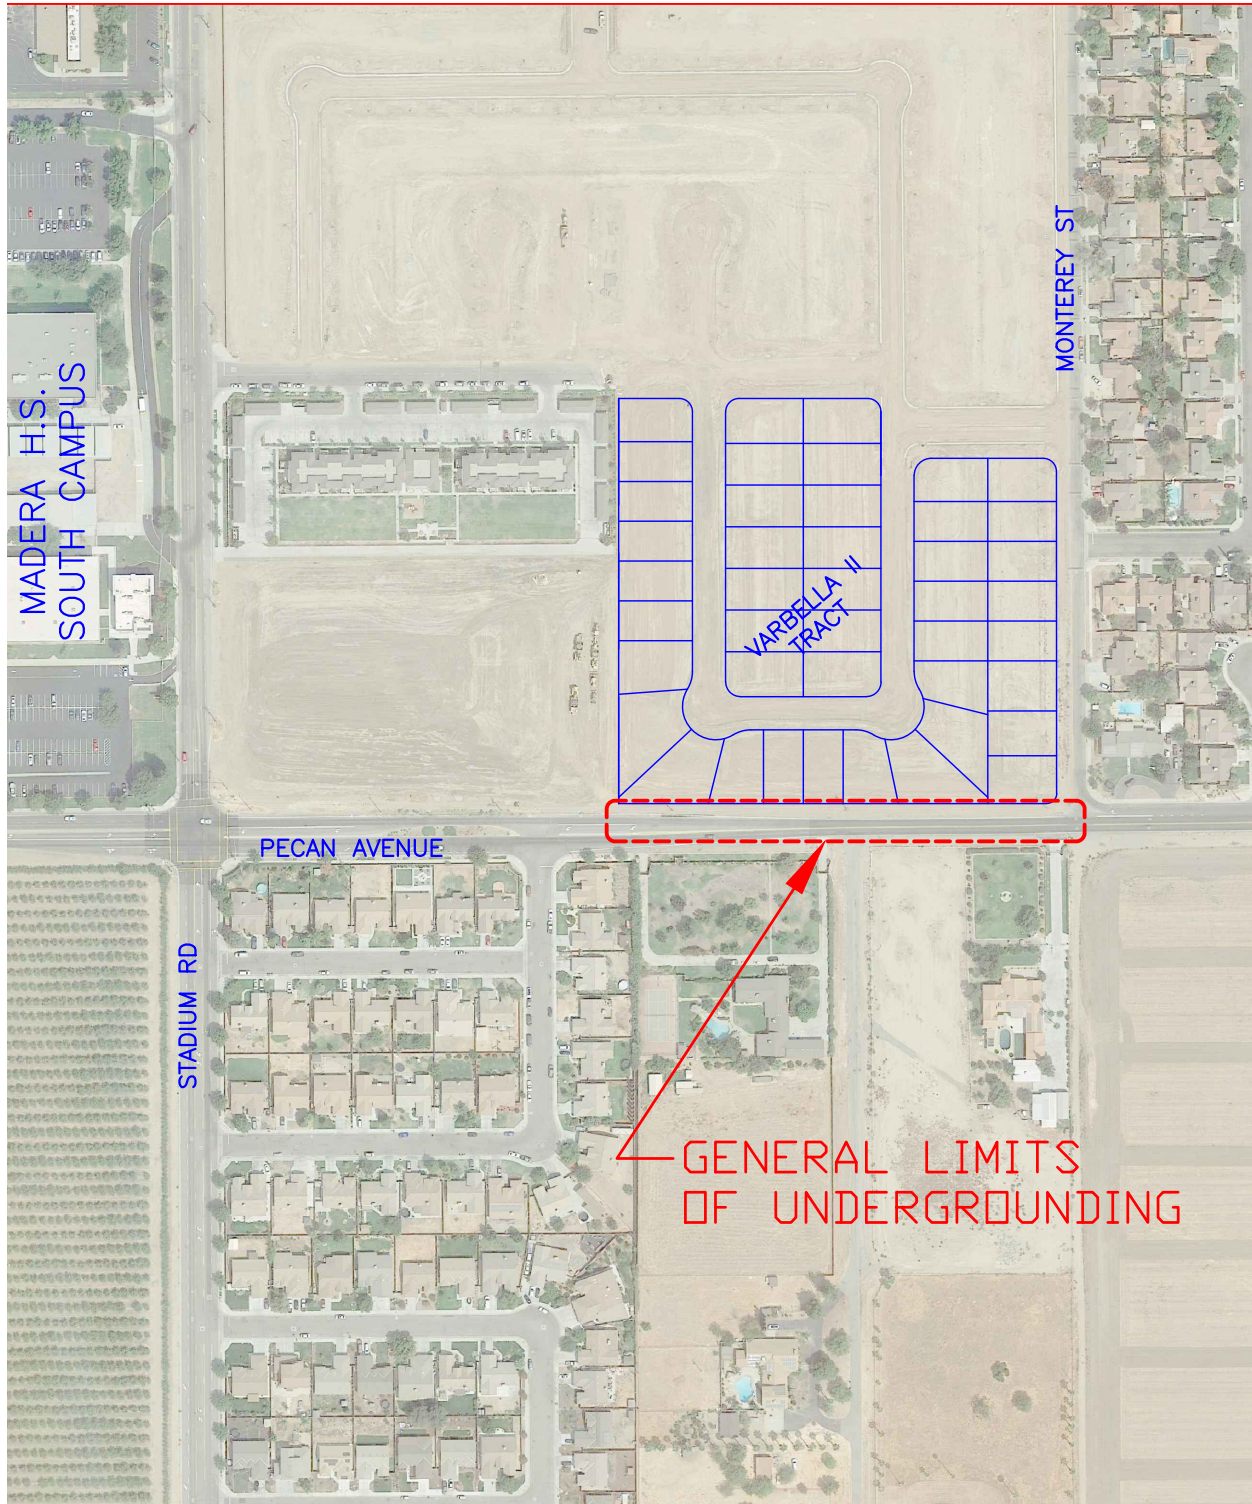 MONTEREY ST
MADERA H.S.
SOUTH CAMPUS
VARBELLA II
TRACT
PECAN AVENUE
STADIUM RD
GENERAL LIMITS
OF UNDERGROUNDING